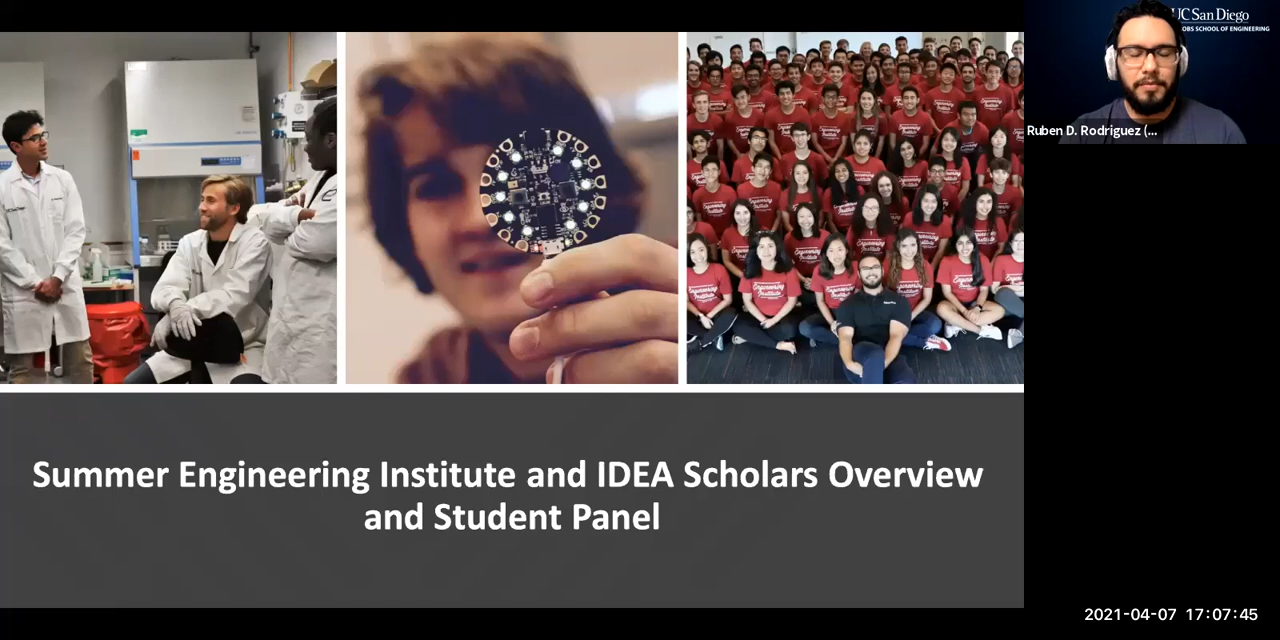 UC San Diego
OBS SCHOOL OF ENGINEERING
Ruben D. Rodriguez (...
Summer Engineering Institute and IDEA Scholars Overview
and Student Panel
2021-04-07 17:07:45